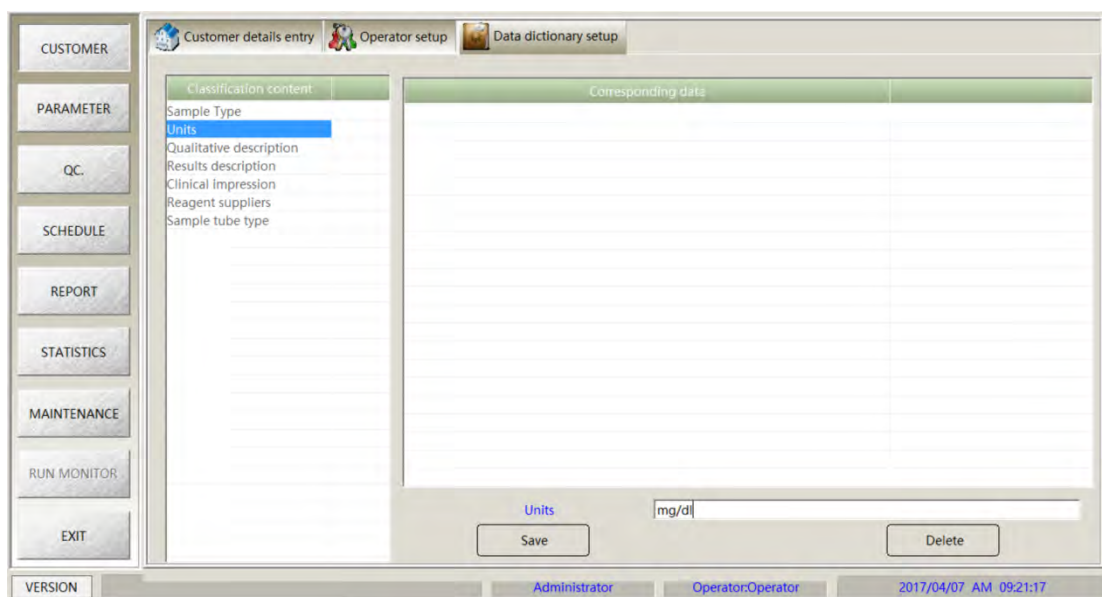 CUSTOMER
PARAMETER
QC.
SCHEDULE
REPORT
STATISTICS
MAINTENANCE
RUN MONITOR
EXIT
Customer details entry Operator setup Data dictionary setup
Classification content
Sample Type
Units
Qualitative description
Results description
Clinical impression
Reagent suppliers
Sample tube type
Corresponding data
Units mg/dl
Save Delete
VERSION Administrator Operator:Operator 2017/04/07 AM 09:21:17